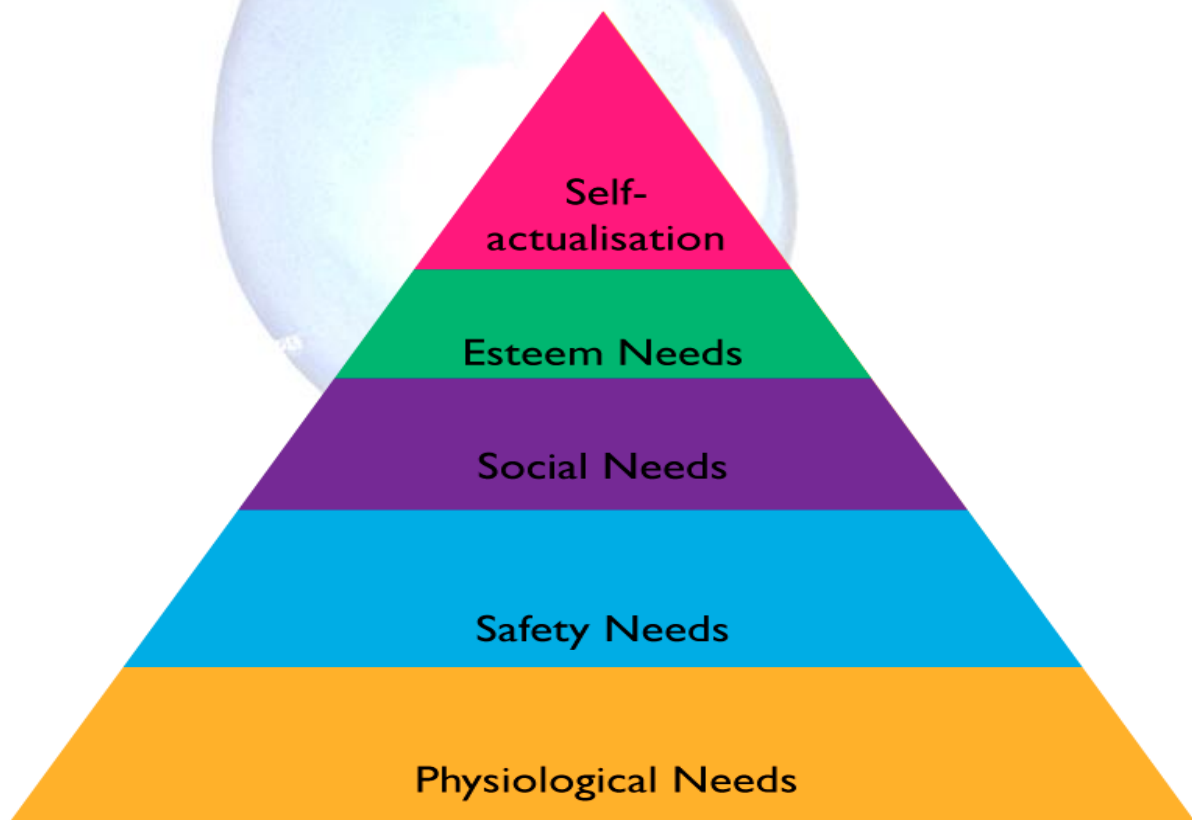 Self-
actualisation
Esteem Needs
Social Needs
Safety Needs
Physiological Needs